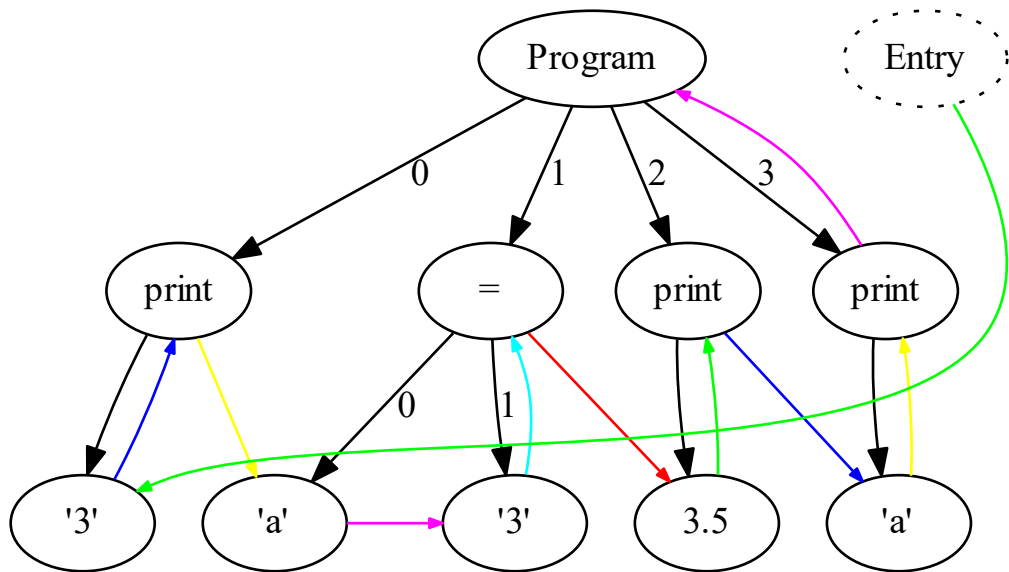 Program
Entry
0
1
2
3
print
=
print
print
0
1
'3'
'a'
'3'
3.5
'a'